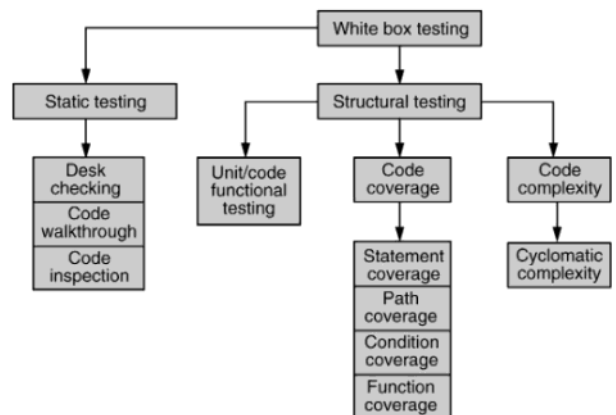 White box testing
Static testing
Structural testing
Desk
checking
Code
walkthrough
Code
inspection
Unit/code
functional
testing
Code
coverage
Statement
coverage
Path
coverage
Condition
coverage
Function
coverage
Code
complexity
Cyclomatic
complexity